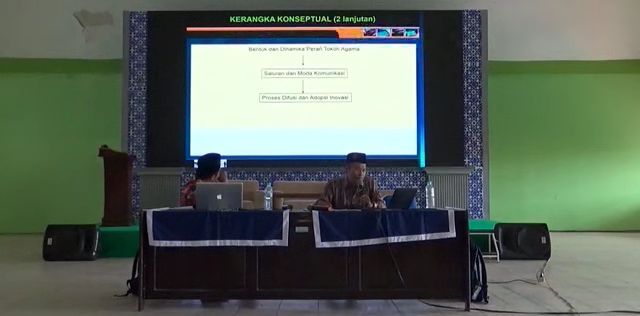 KERANGKA KONSEPTUAL (2 lanjutan)
Bentuk dan Dinamika Peran Tokoh Agama
Saluran dan Moda Komunikasi
Proses Difusi dan Adopsi Inovasi